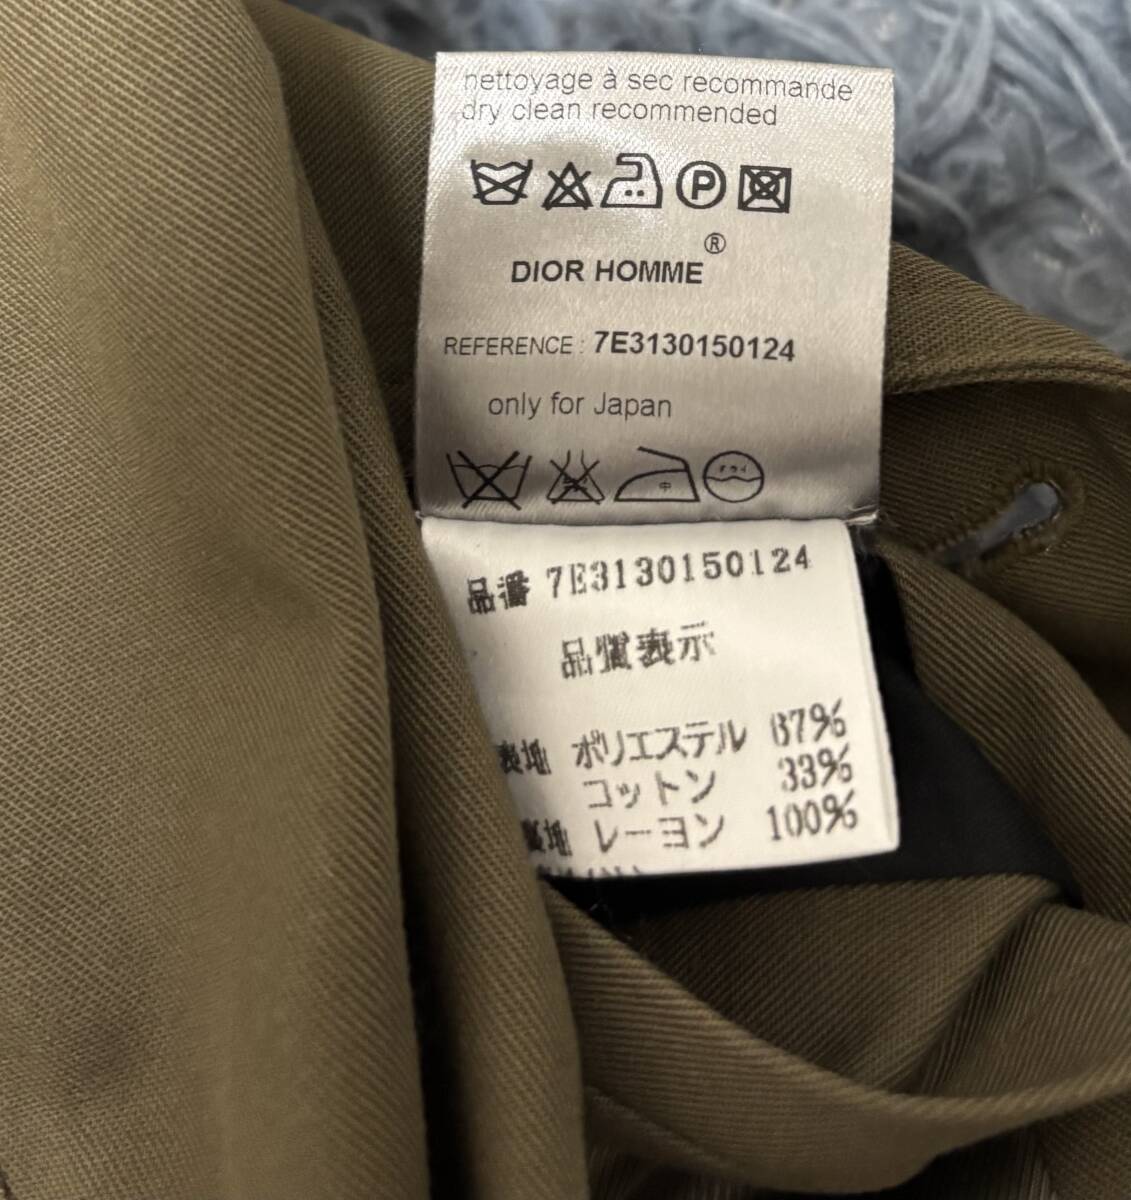 nettoyage à sec recommande
dry clean recommended
P
DIOR HOMME®
REFERENCE : 7E3130150124
only for Japan
中 ドライ
品番 7E3130150124
品質表示
表地 ポリエステル 67%
コットン 33%
裏地 レーヨン 100%